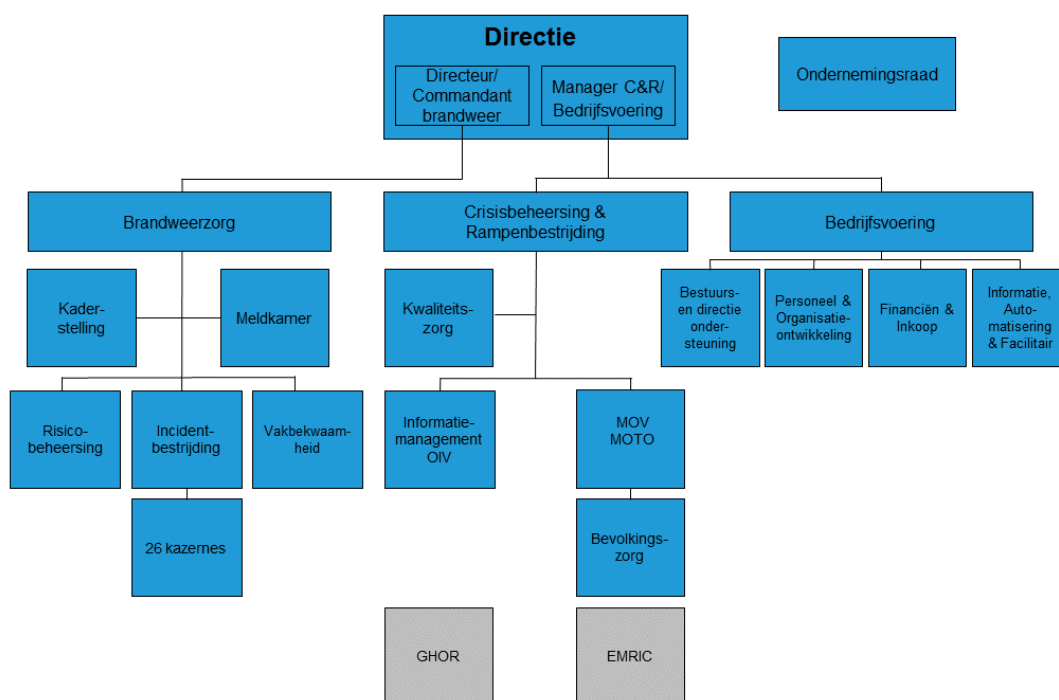 Directie
Directeur/
Commandant
brandweer
Manager C&R/
Bedrijfsvoering
Ondernemingsraad
Brandweerzorg
Crisisbeheersing &
Rampenbestrijding
Bedrijfsvoering
Kader-
stelling
Meldkamer
Kwaliteits-
zorg
Bestuurs-
en directie
onder-
steuning
Personeel &
Organisatie-
ontwikkeling
Financiën &
Inkoop
Informatie,
Auto-
matisering
& Facilitair
Risico-
beheersing
Incident-
bestrijding
Vakbekwaam-
heid
Informatie-
management
OIV
MOV
MOTO
26 kazernes
Bevolkings-
zorg
GHOR
EMRIC